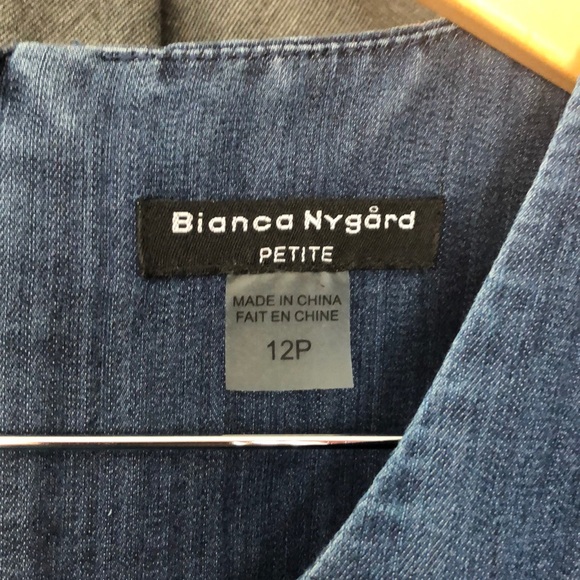 Bianca Nygård
PETITE
MADE IN CHINA
FAIT EN CHINE
12P